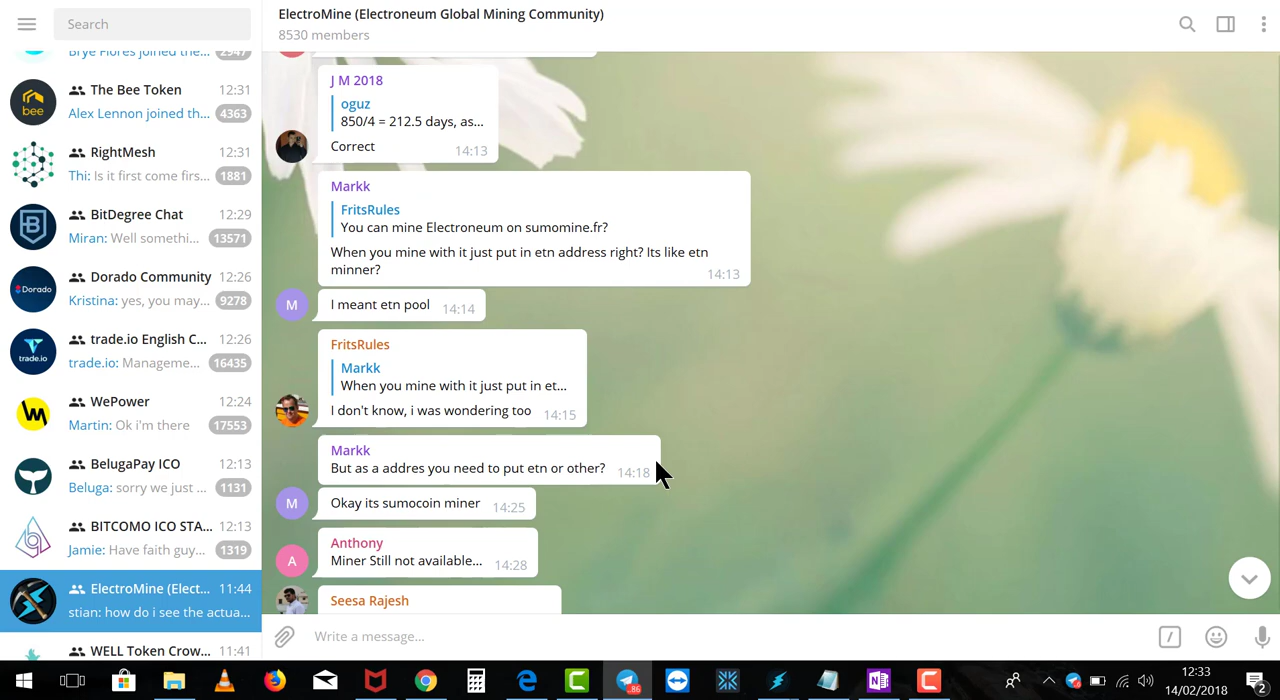 Search
Brye Flores joined the...
2947
The Bee Token
12:31
Alex Lennon joined th...
4363
bee
RightMesh
12:31
Thi: Is it first come firs...
1881
BitDegree Chat
12:29
Miran: Well somethi...
13571
Dorado Community
12:26
Kristina: yes, you may...
9278
Dorado
trade.io English C...
12:26
trade.io: Manageme...
16435
trade.io
WePower
12:24
Martin: Ok i'm there
17553
BelugaPay ICO
12:13
Beluga: sorry we just ...
1131
BITCOMO ICO STA...
12:13
Jamie: Have faith guy...
1319
ElectroMine (Elect...
11:44
stian: how do i see the actua...
WELL Token Crow...
11:41
ElectroMine (Electroneum Global Mining Community)
8530 members
J M 2018
oguz
850/4 = 212.5 days, as...
Correct
14:13
Markk
FritsRules
You can mine Electroneum on sumomine.fr?
When you mine with it just put in etn address right? Its like etn
minner?
14:13
M
I meant etn pool
14:14
FritsRules
Markk
When you mine with it just put in et...
I don't know, i was wondering too
14:15
Markk
But as a addres you need to put etn or other?
14:18
M
Okay its sumocoin miner
14:25
Anthony
A
Miner Still not available...
14:28
Seesa Rajesh
Write a message...
.86
12:33
14/02/2018
2